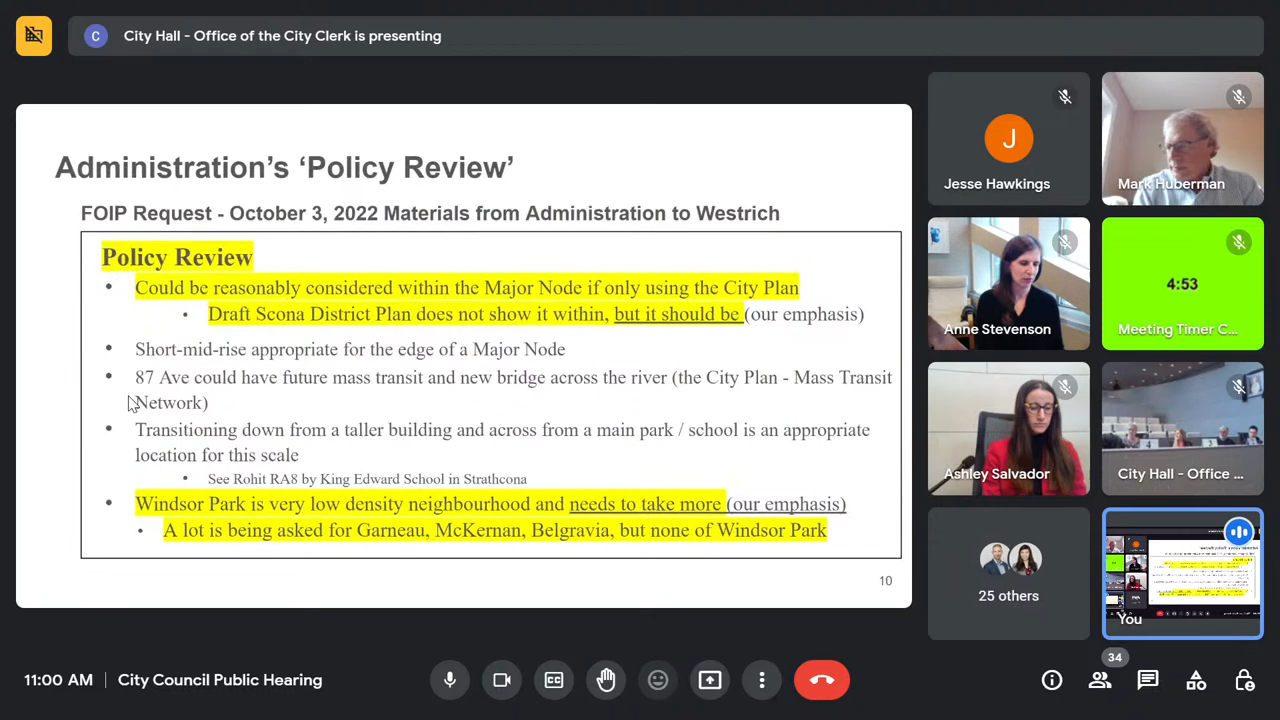 C
City Hall - Office of the City Clerk is presenting
Administration’s ‘Policy Review’
FOIP Request - October 3, 2022 Materials from Administration to Westrich
Policy Review
• Could be reasonably considered within the Major Node if only using the City Plan
• Draft Scona District Plan does not show it within, but it should be (our emphasis)
• Short-mid-rise appropriate for the edge of a Major Node
• 87 Ave could have future mass transit and new bridge across the river (the City Plan - Mass Transit
Network)
• Transitioning down from a taller building and across from a main park / school is an appropriate
location for this scale
• See Rohit RA8 by King Edward School in Strathcona
• Windsor Park is very low density neighbourhood and needs to take more (our emphasis)
• A lot is being asked for Garneau, McKernan, Belgravia, but none of Windsor Park
10
J
Jesse Hawkings
Mark Huberman
Anne Stevenson
4:53
Meeting Timer C...
Ashley Salvador
City Hall - Office ...
25 others
You
11:00 AM
City Council Public Hearing
CC
34